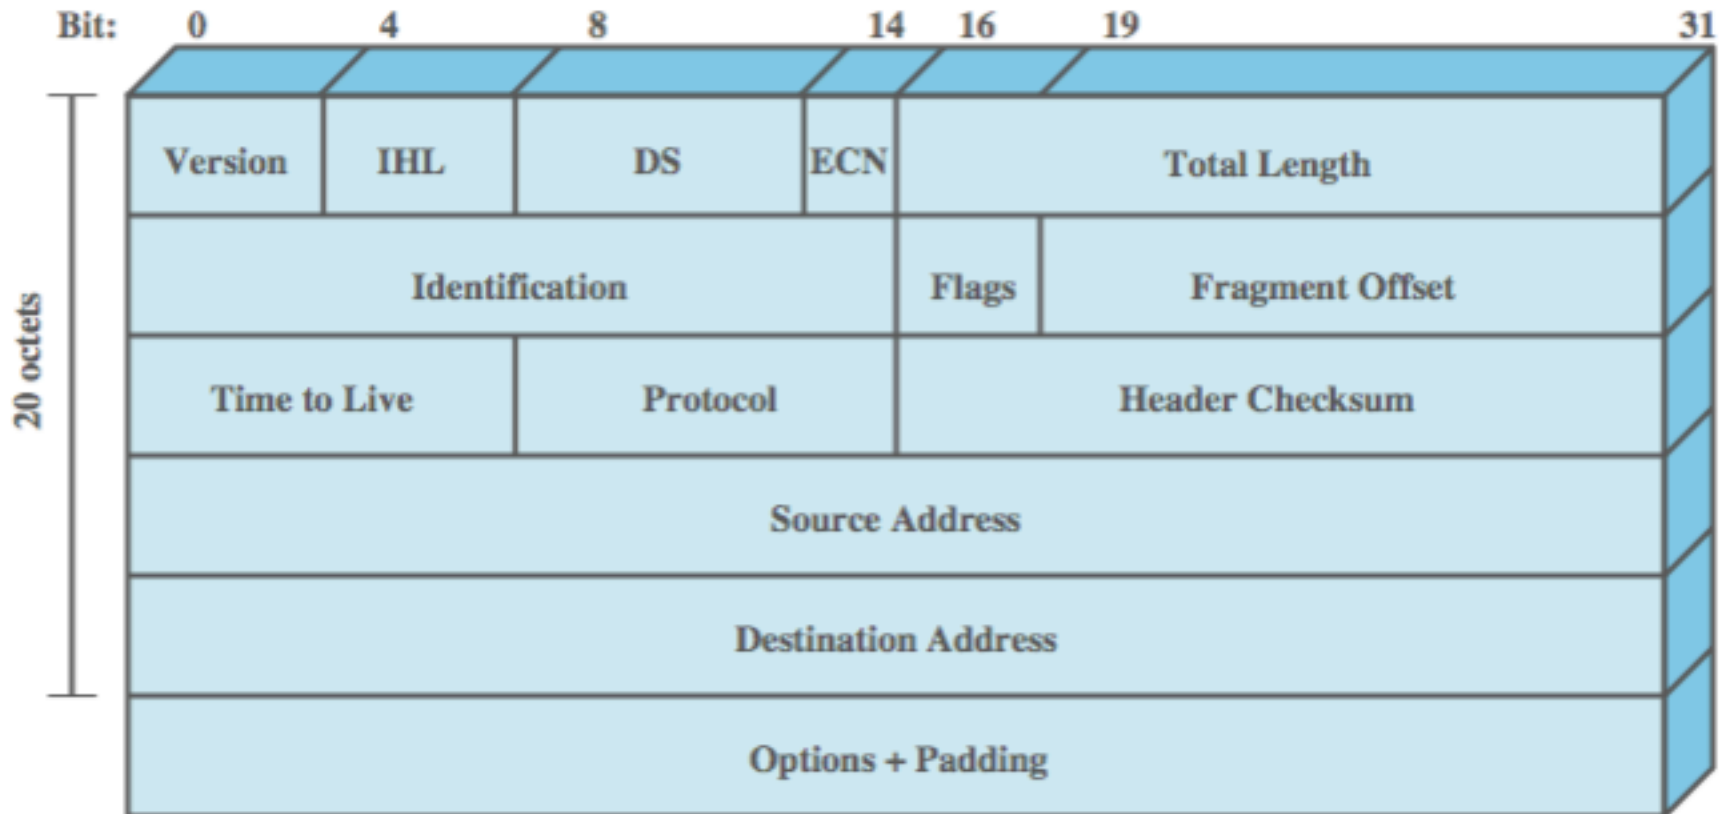 Bit: 0 4 8 14 16 19 31
Version IHL DS ECN Total Length
Identification Flags Fragment Offset
Time to Live Protocol Header Checksum
Source Address
Destination Address
Options + Padding
20 octets